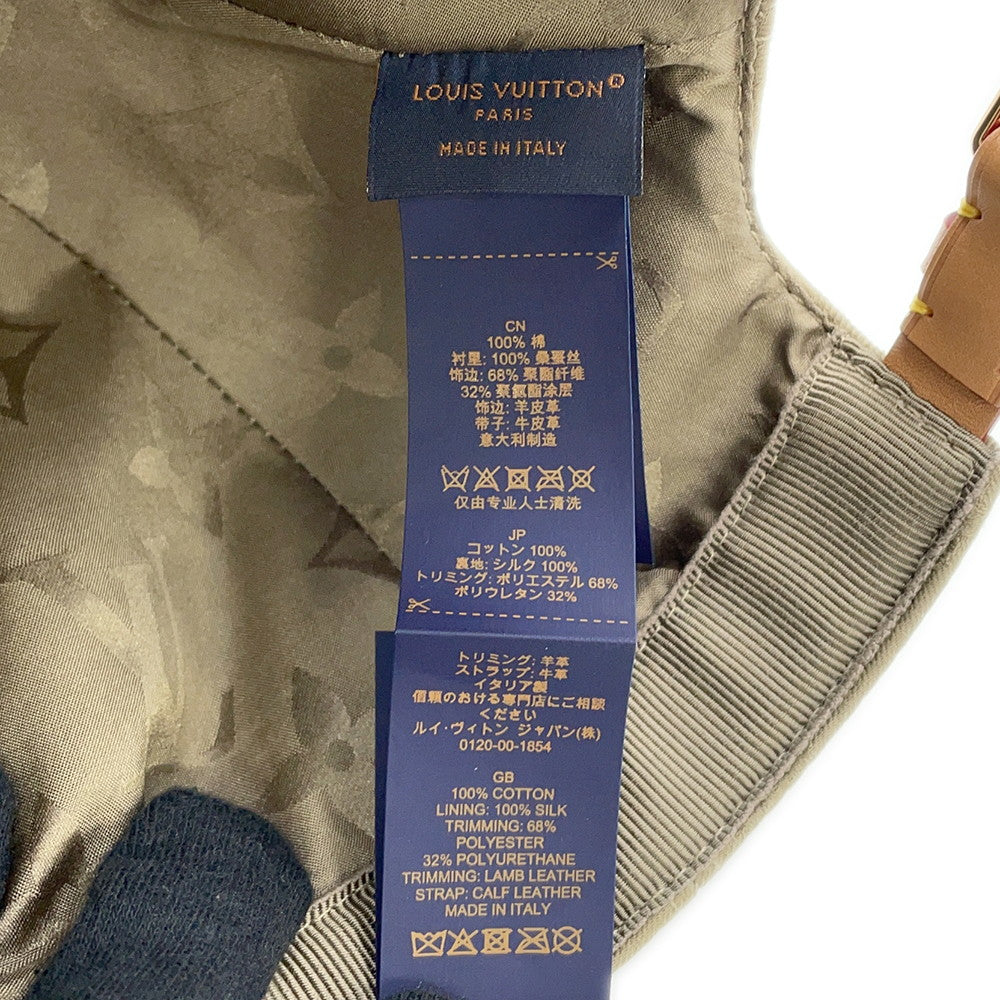 LOUIS VUITTON®
PARIS
MADE IN ITALY
CN
100% 棉
衬里: 100% 桑蚕丝
饰边: 68% 聚酯纤维
32% 聚氨酯涂层
饰边: 羊皮革
带子: 牛皮革
意大利制造
仅由专业人士清洗
JP
コットン 100%
裏地: シルク 100%
トリミング: ポリエステル 68%
ポリウレタン 32%
トリミング: 羊革
ストラップ: 牛革
イタリア製
信頼のおける専門店にご相談
ください
ルイ·ヴィトン ジャパン(株)
0120-00-1854
GB
100% COTTON
LINING: 100% SILK
TRIMMING: 68%
POLYESTER
32% POLYURETHANE
TRIMMING: LAMB LEATHER
STRAP: CALF LEATHER
MADE IN ITALY